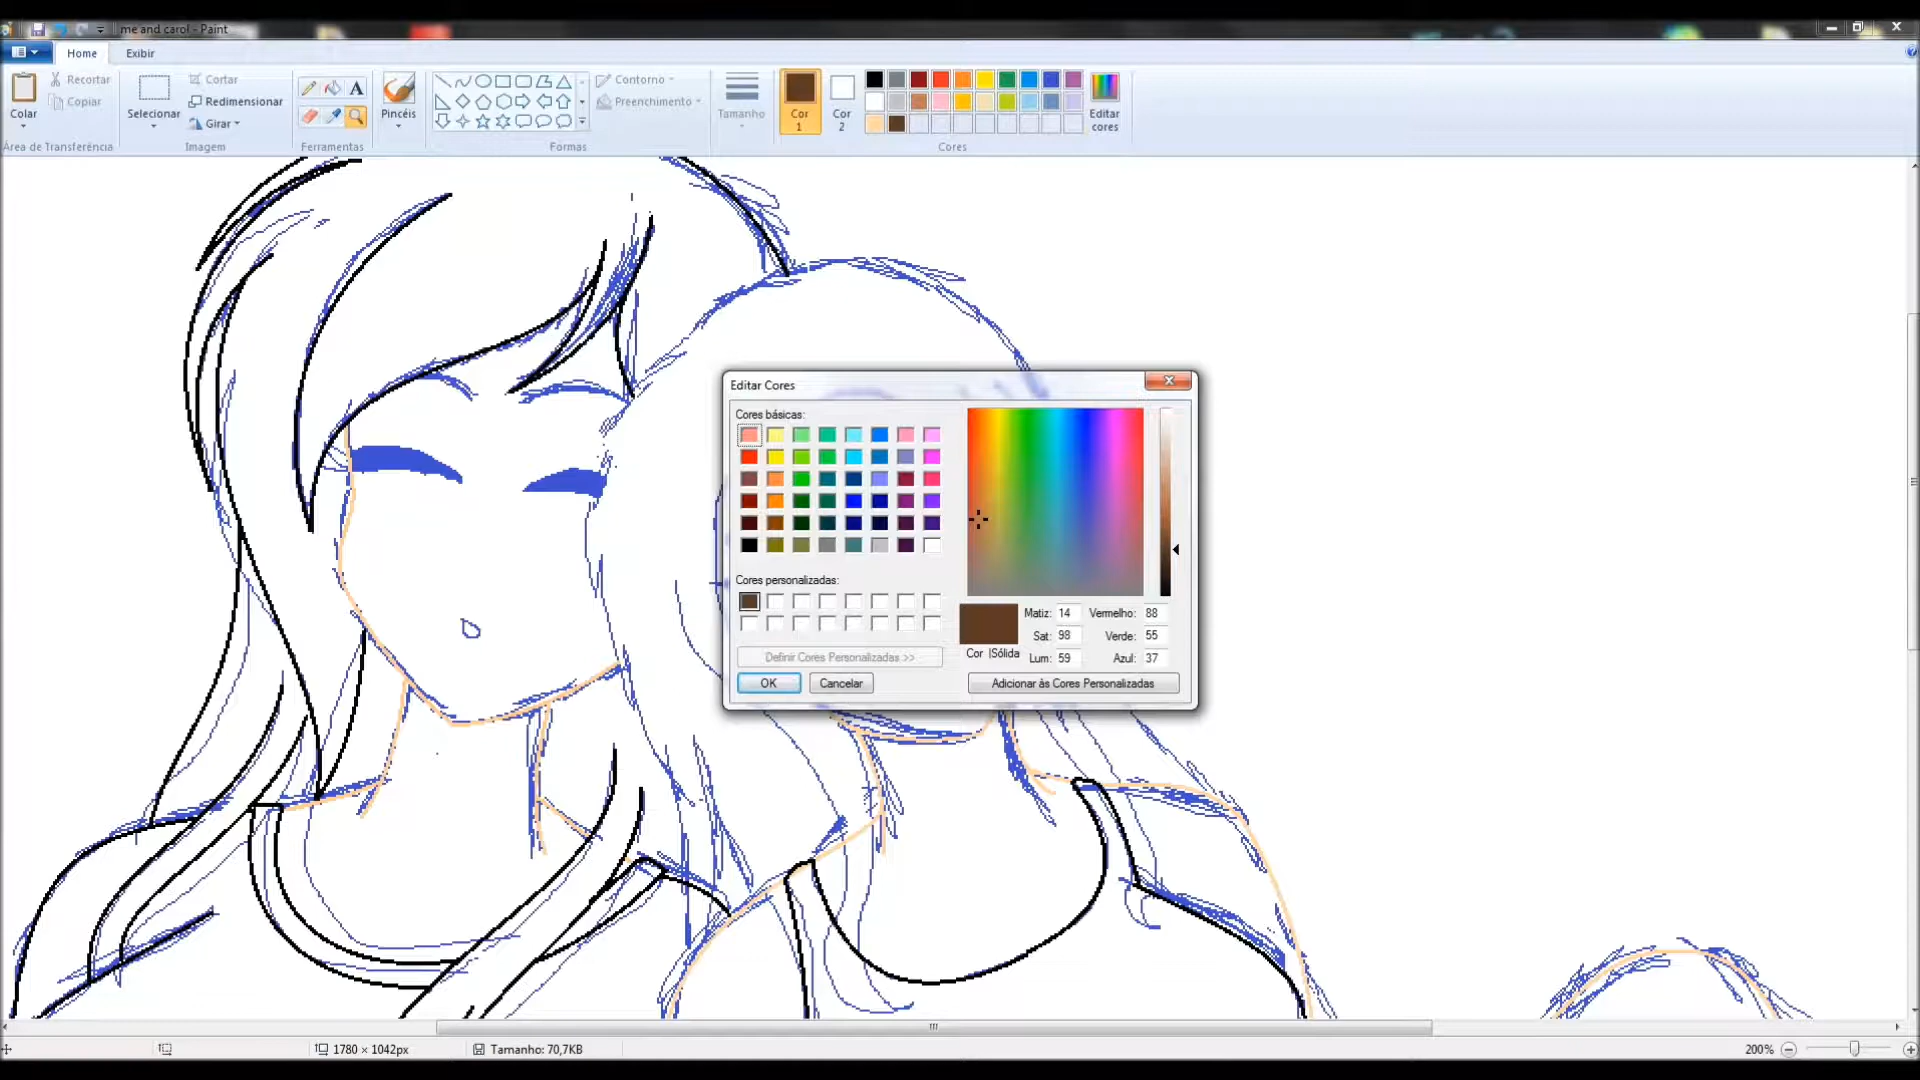 me and carol - Paint
Home Exibir
Colar
Recortar
Copiar
Área de Transferência
Selecionar
Cortar
Redimensionar
Girar
Imagem
A
Ferramentas
Pincéis
Contorno
Preenchimento
Formas
Tamanho
Cor 1
Cor 2
Editar cores
Cores
Editar Cores
Cores básicas:
Cores personalizadas:
Definir Cores Personalizadas >>
OK Cancelar
Cor |Sólida
Matiz: 14 Vermelho: 88
Sat: 98 Verde: 55
Lum: 59 Azul: 37
Adicionar às Cores Personalizadas
1780 × 1042px Tamanho: 70,7KB 200%